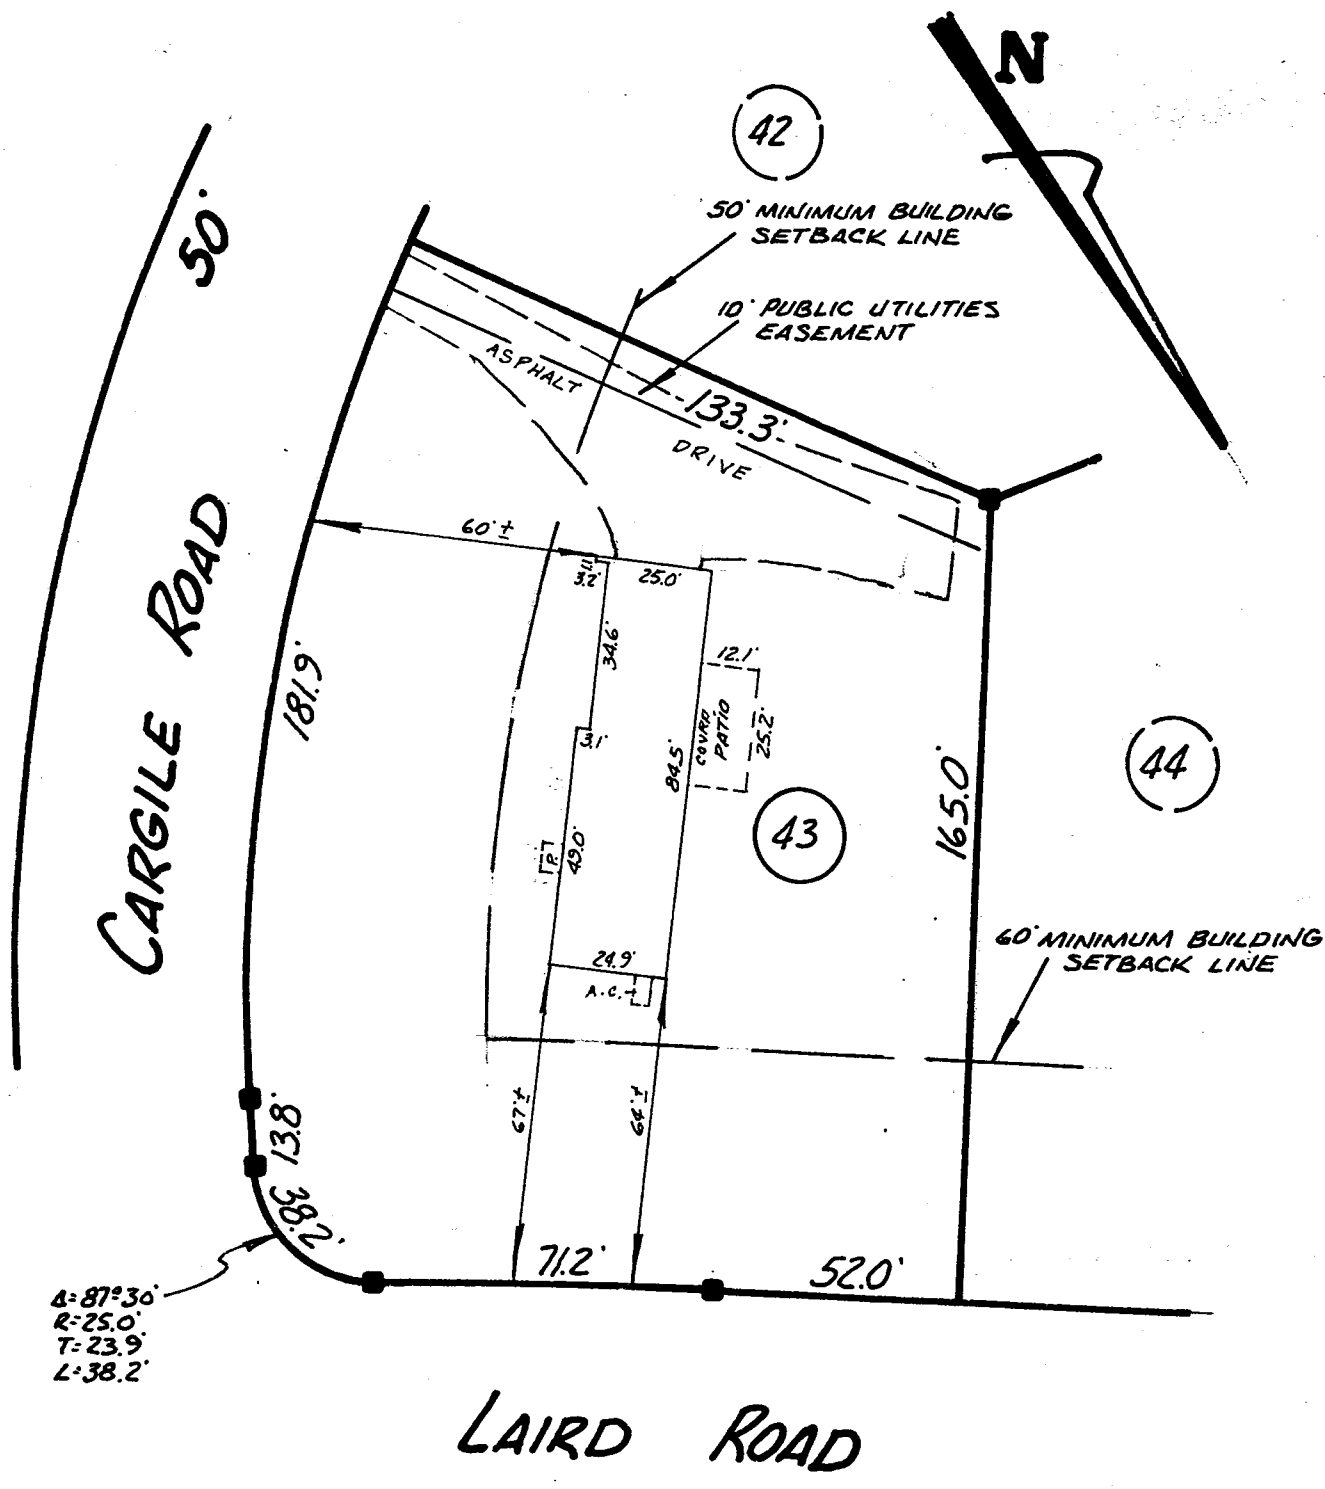 N
42
50' MINIMUM BUILDING
SETBACK LINE
10' PUBLIC UTILITIES
EASEMENT
50'
ASPHALT
DRIVE
133.3'
60'±
3.2'
1.1'
25.0'
34.6'
12.1'
COVRD
PATIO
25.2'
3.1'
84.5'
181.9'
CARGILE ROAD
44
43
165.0'
49.0'
P.
60' MINIMUM BUILDING
SETBACK LINE
24.9'
A.C.
67'±
64'±
13.8'
38.2'
71.2'
52.0'
Δ=87°30'
R=25.0'
T=23.9'
L=38.2'
LAIRD ROAD